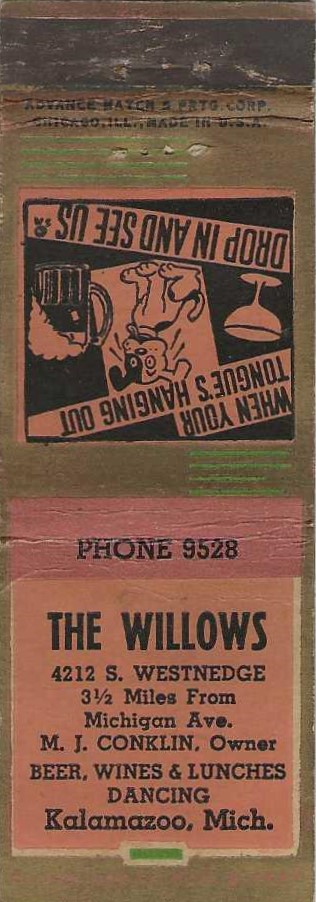 ADVANCE MATCH & PRTG. CORP.
CHICAGO, ILL., MADE IN U.S.A.
WHEN YOUR
TONGUE'S HANGING OUT
DROP IN AND SEE US
PHONE 9528
THE WILLOWS
4212 S. WESTNEDGE
3½ Miles From
Michigan Ave.
M. J. CONKLIN, Owner
BEER, WINES & LUNCHES
DANCING
Kalamazoo, Mich.